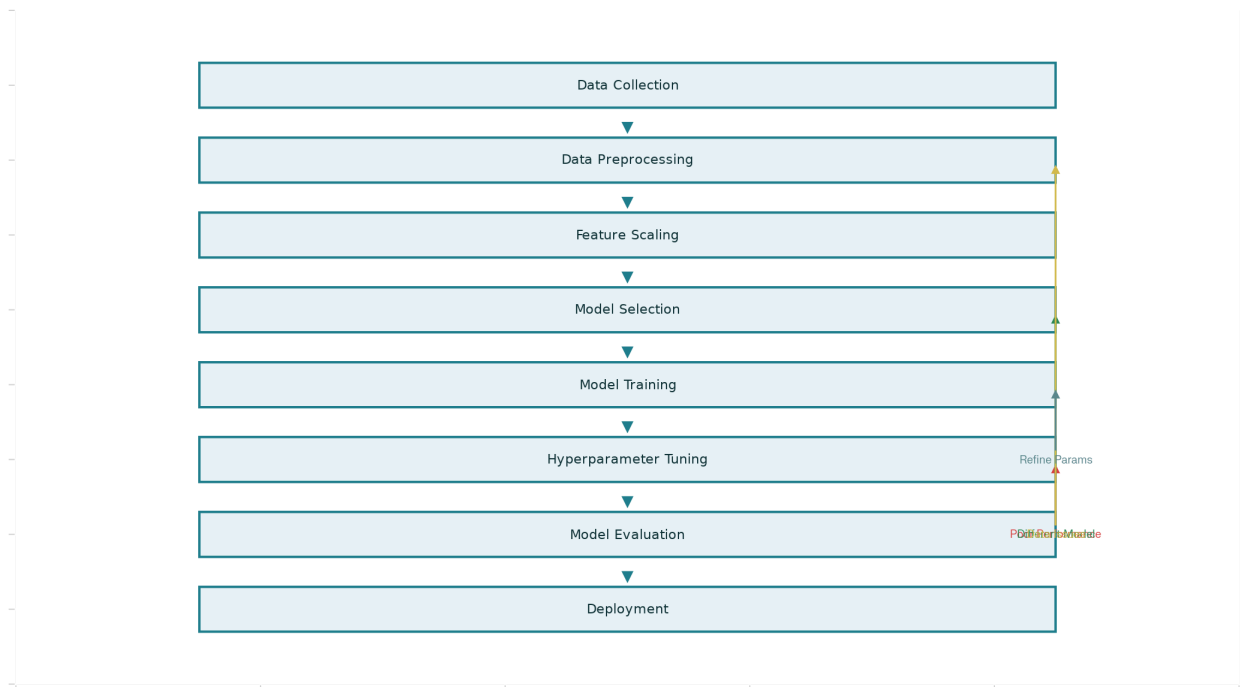 Data Collection
Data Preprocessing
Feature Scaling
Model Selection
Model Training
Hyperparameter Tuning
Refine Params
Model Evaluation
Deployment